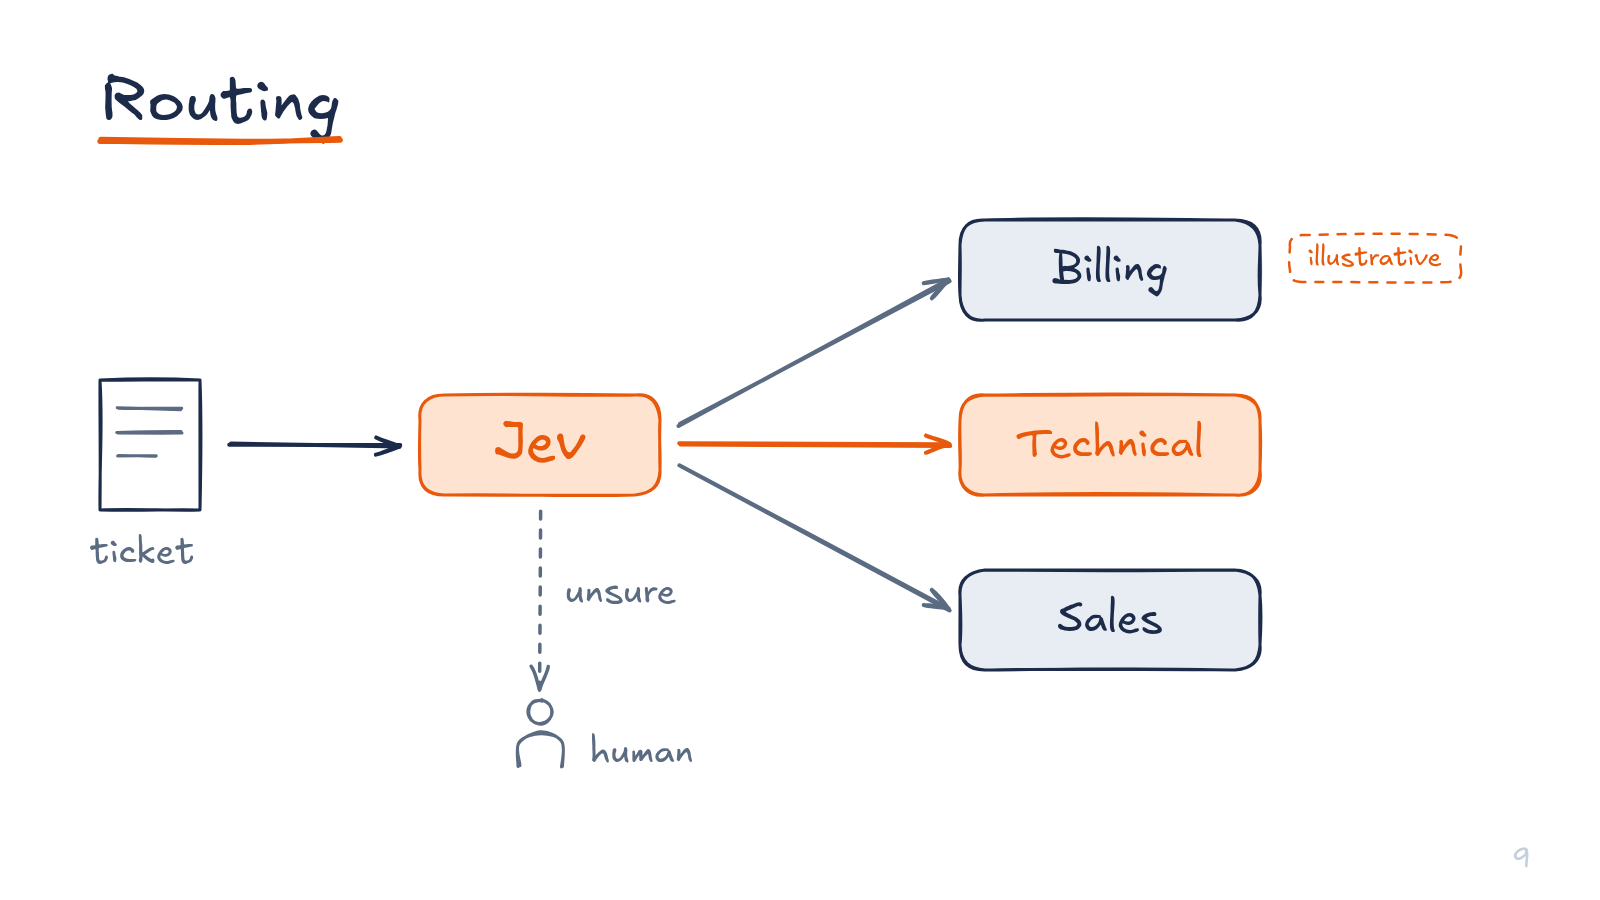 Routing
Billing
illustrative
Jev
Technical
ticket
unsure
Sales
human
9